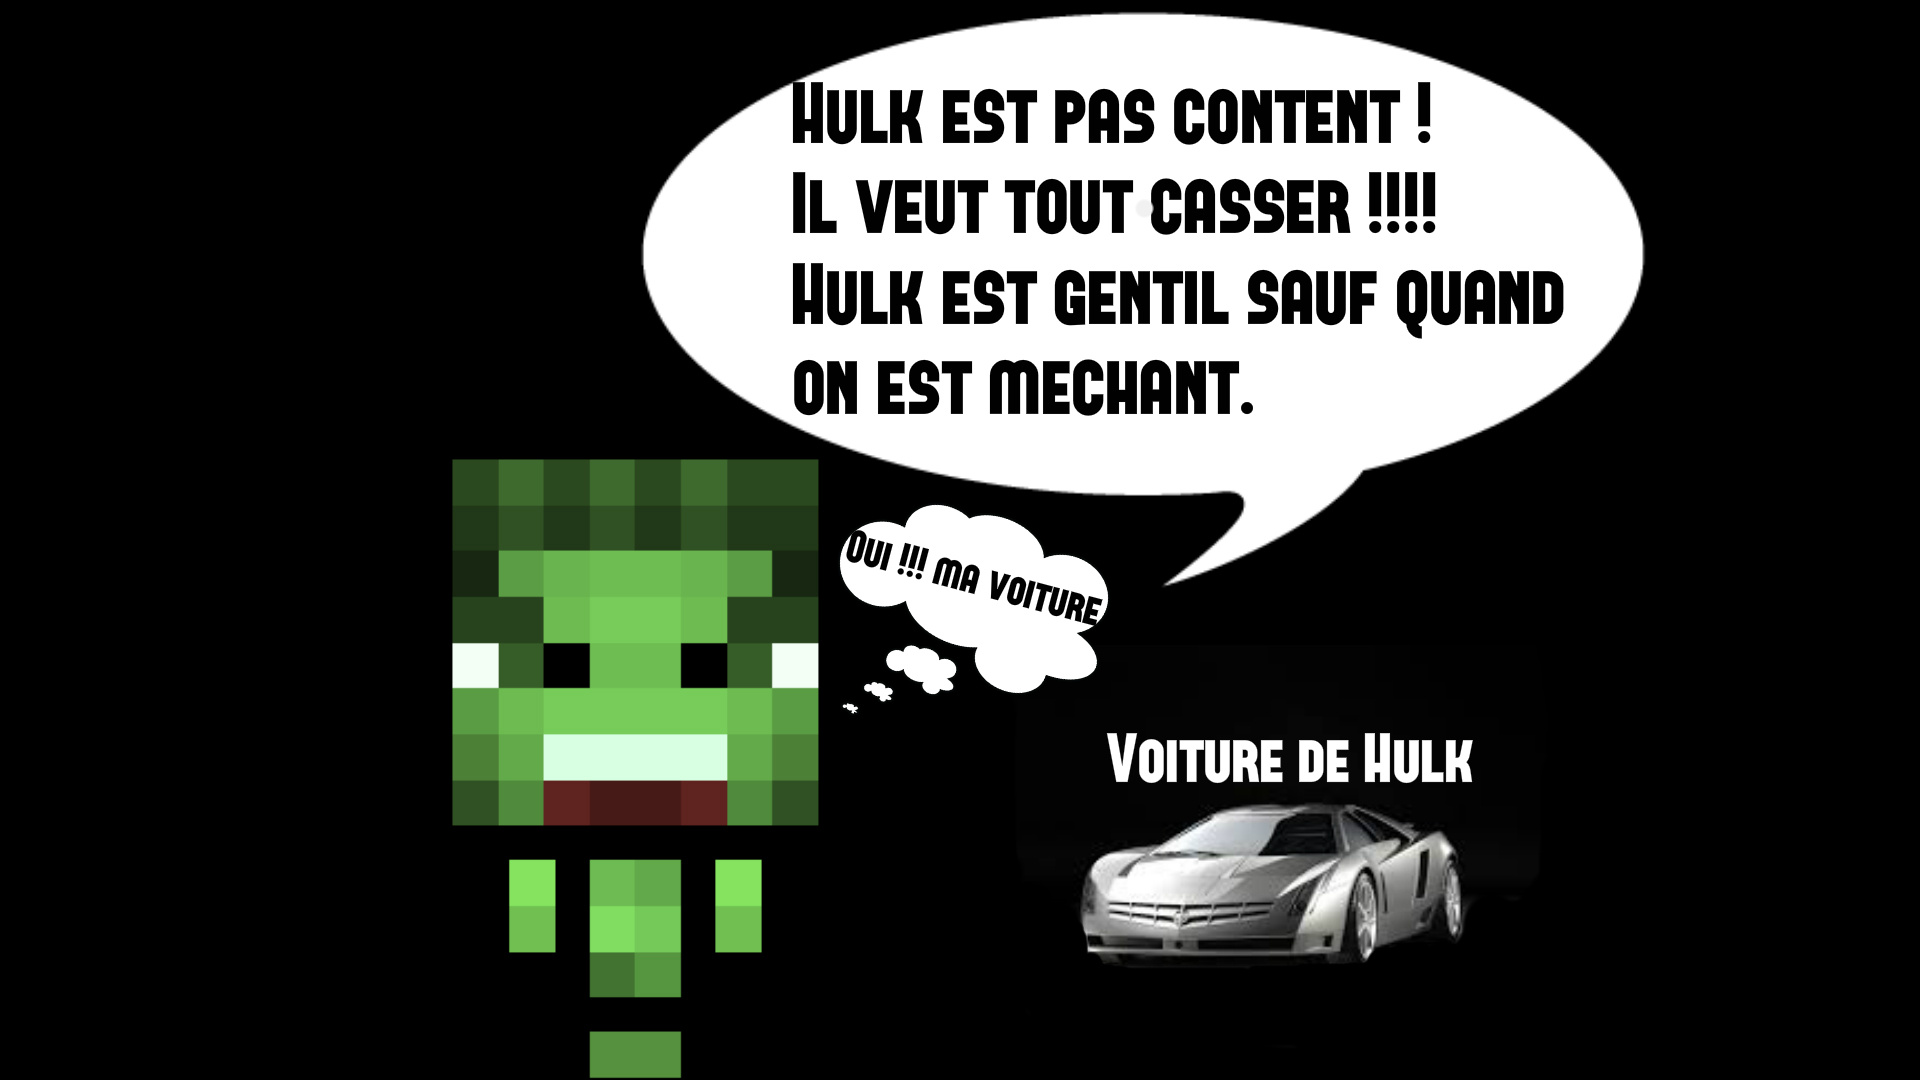 Hulk est pas content !
Il veut tout casser !!!!
Hulk est gentil sauf quand
on est mechant.
Oui !!! ma voiture
Voiture de Hulk